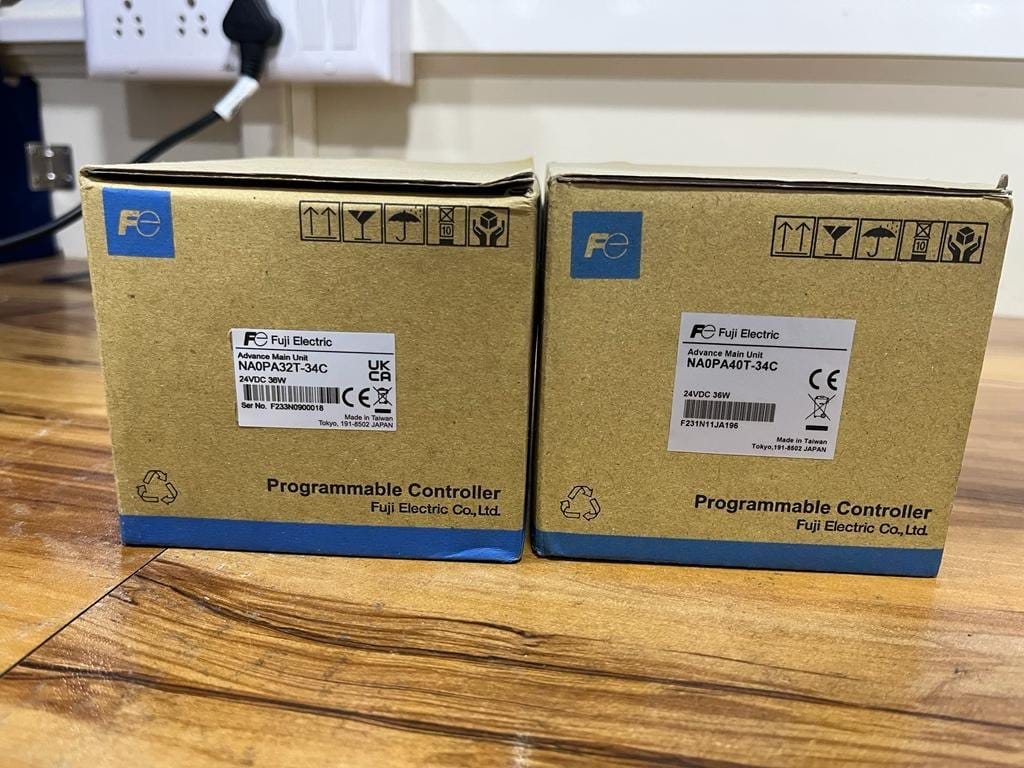 Fe
10
Fe Fuji Electric
Advance Main Unit
NA0PA32T-34C
24VDC 36W
UK
CA
CE
Ser No. F233N0900018
Made in Taiwan
Tokyo, 191-8502 JAPAN
Programmable Controller
Fuji Electric Co.,Ltd.
Fe
10
Fe Fuji Electric
Advance Main Unit
NA0PA40T-34C
CE
24VDC 36W
F231N11JA196
Made in Taiwan
Tokyo,191-8502 JAPAN
Programmable Controller
Fuji Electric Co.,Ltd.